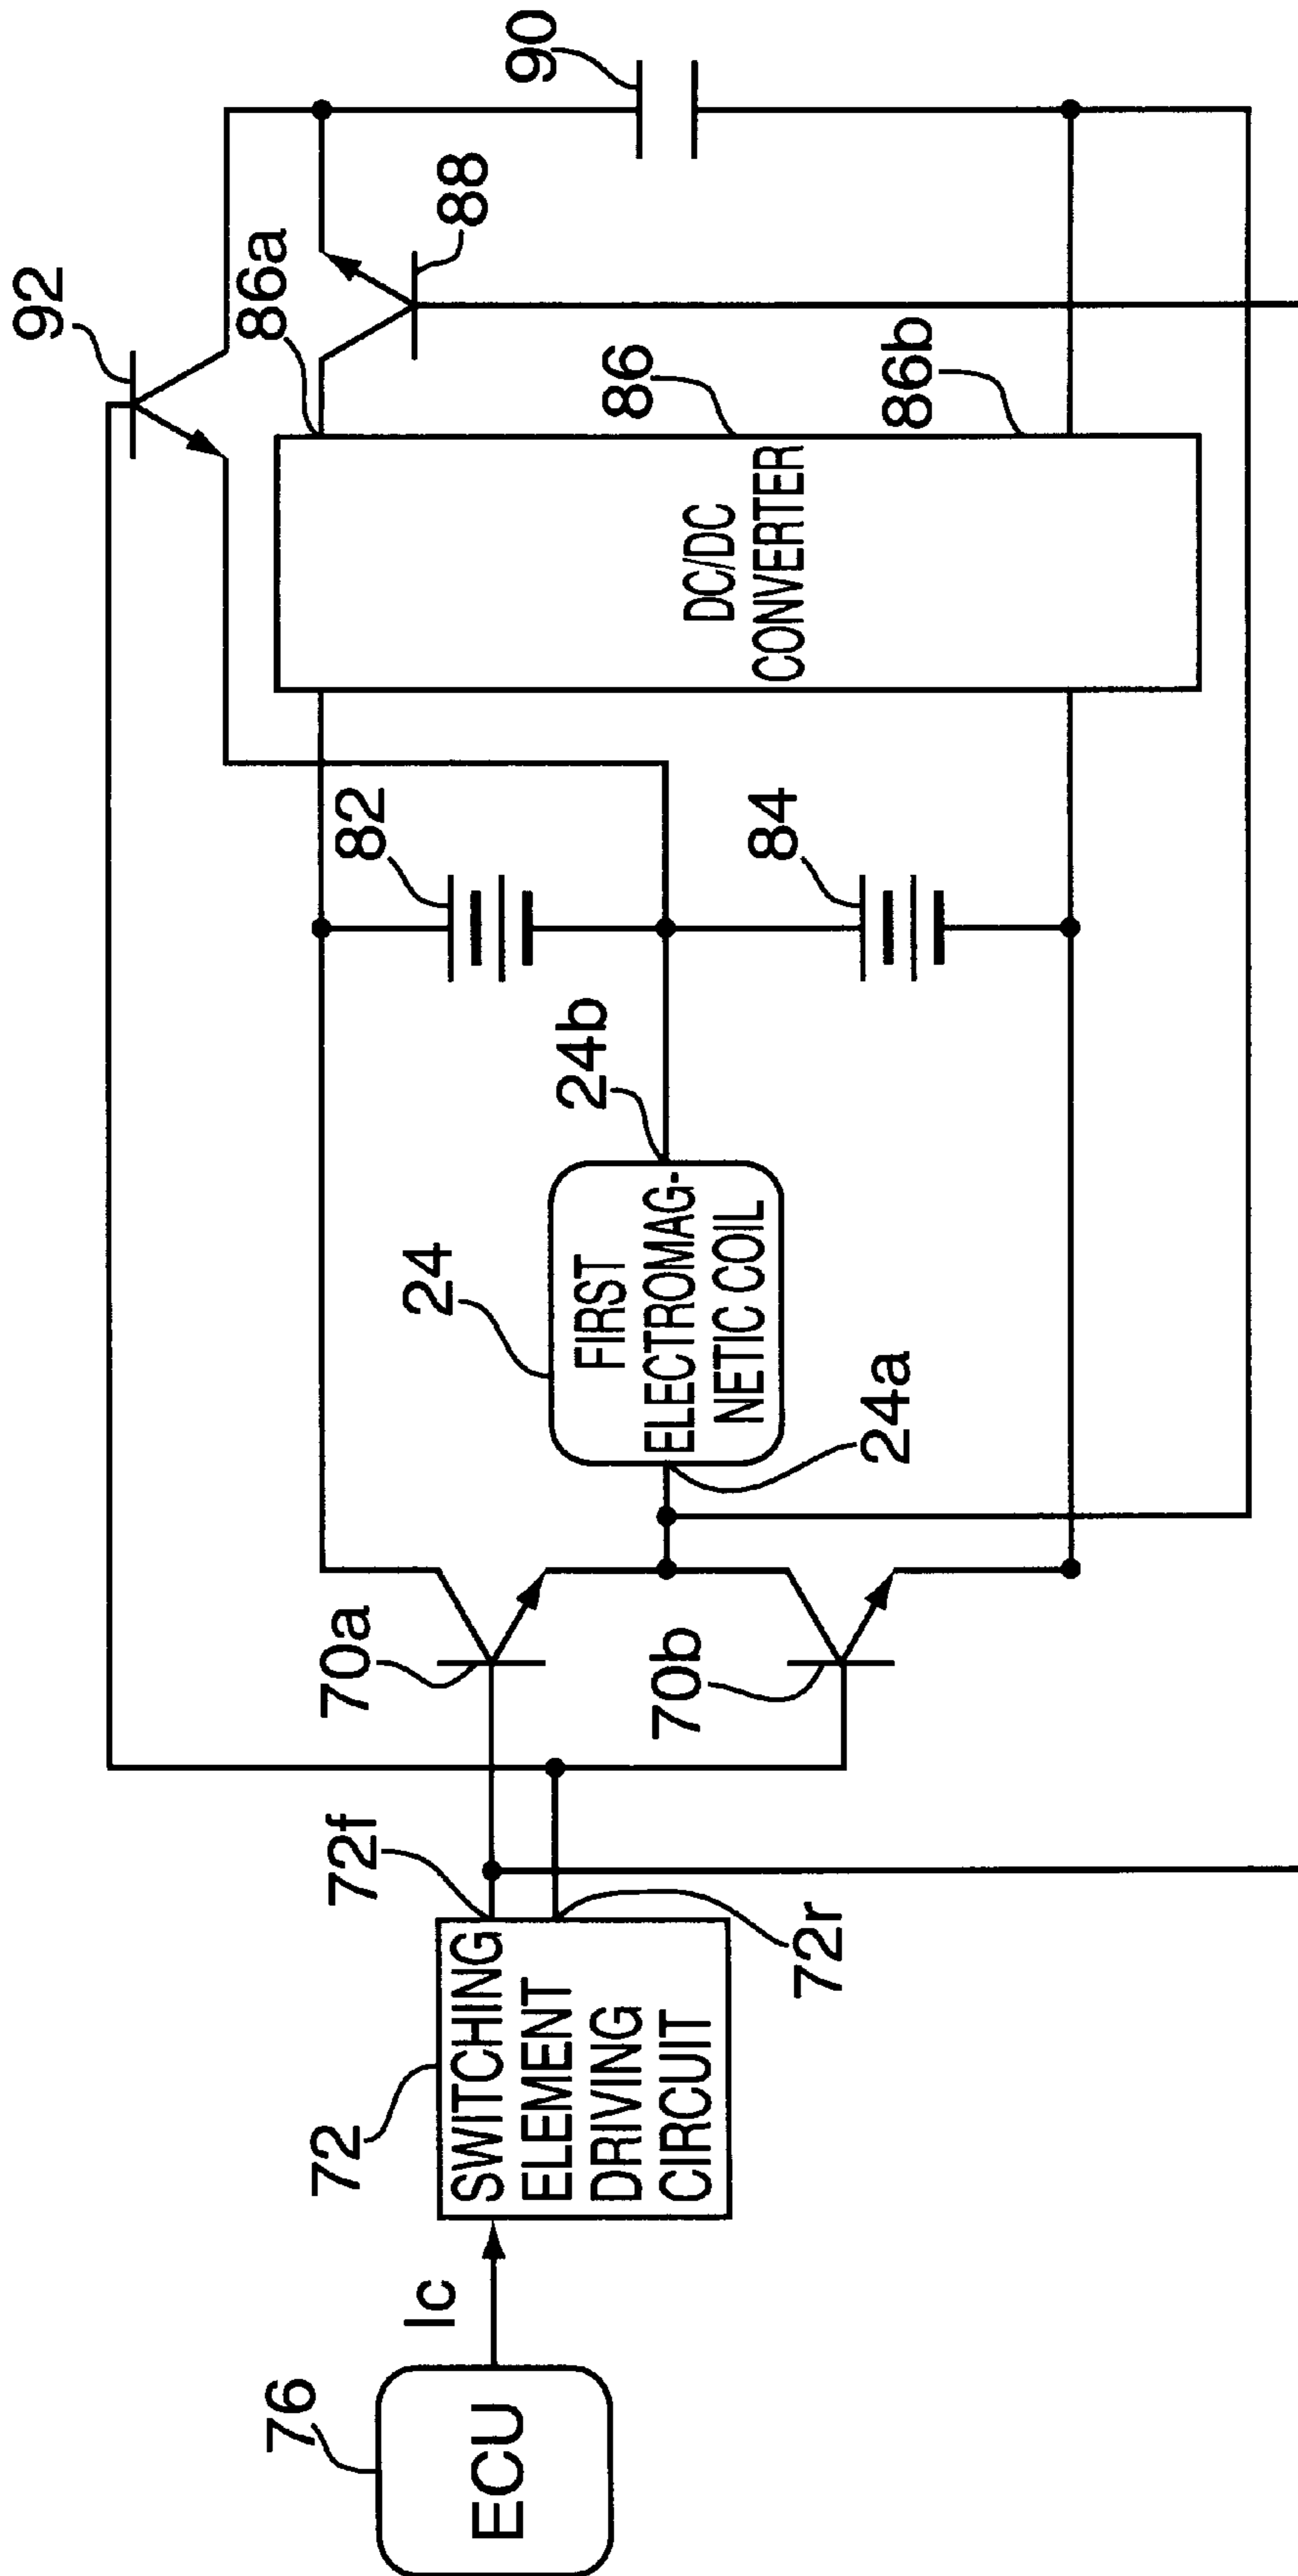 76
ECU
Ic
72
SWITCHING
ELEMENT
DRIVING
CIRCUIT
72f
72r
70a
70b
24
FIRST
ELECTROMAG-
NETIC COIL
24a
24b
82
84
92
86a
86
86b
DC/DC
CONVERTER
88
90